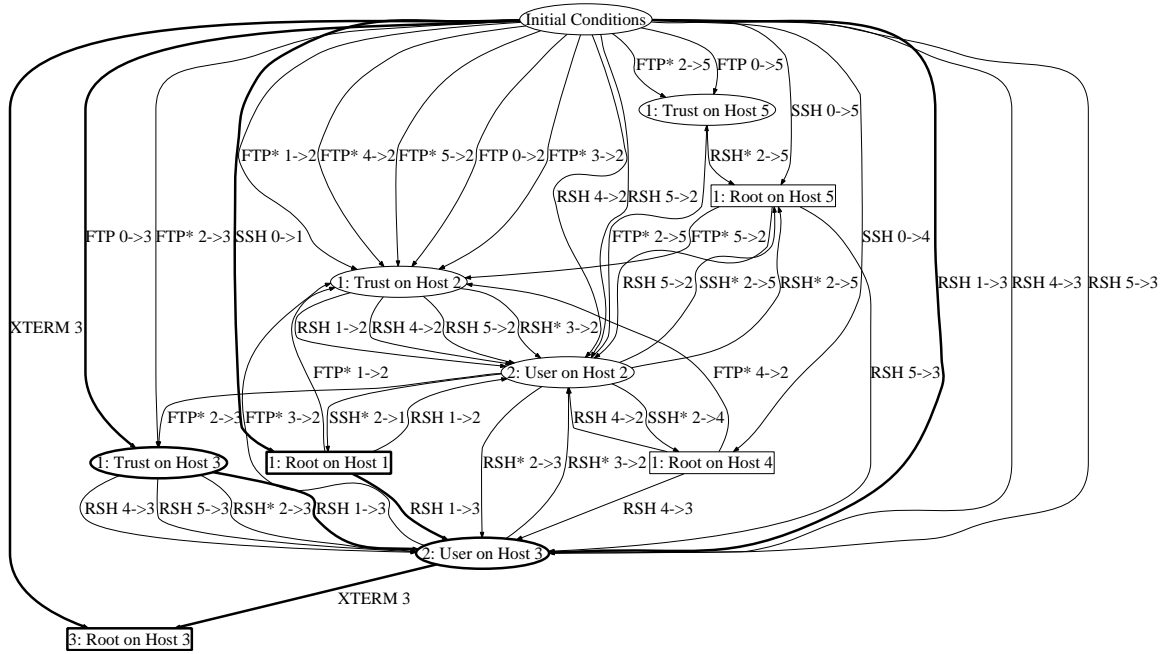 Initial Conditions
FTP* 2->5 FTP 0->5
1: Trust on Host 5
SSH 0->5
FTP* 1->2 FTP* 4->2 FTP* 5->2 FTP 0->2 FTP* 3->2 RSH* 2->5
RSH 4->2 RSH 5->2 1: Root on Host 5
FTP 0->3 FTP* 2->3 SSH 0->1 FTP* 2->5 FTP* 5->2 SSH 0->4
1: Trust on Host 2 RSH 5->2 SSH* 2->5 RSH* 2->5 RSH 1->3 RSH 4->3 RSH 5->3
XTERM 3 RSH 1->2 RSH 4->2 RSH 5->2 RSH* 3->2
FTP* 1->2 2: User on Host 2 FTP* 4->2 RSH 5->3
FTP* 2->3 FTP* 3->2 SSH* 2->1 RSH 1->2 RSH 4->2 SSH* 2->4
1: Trust on Host 3 1: Root on Host 1 RSH* 2->3 RSH* 3->2 1: Root on Host 4
RSH 4->3 RSH 5->3 RSH* 2->3 RSH 1->3 RSH 1->3 RSH 4->3
2: User on Host 3
XTERM 3
3: Root on Host 3